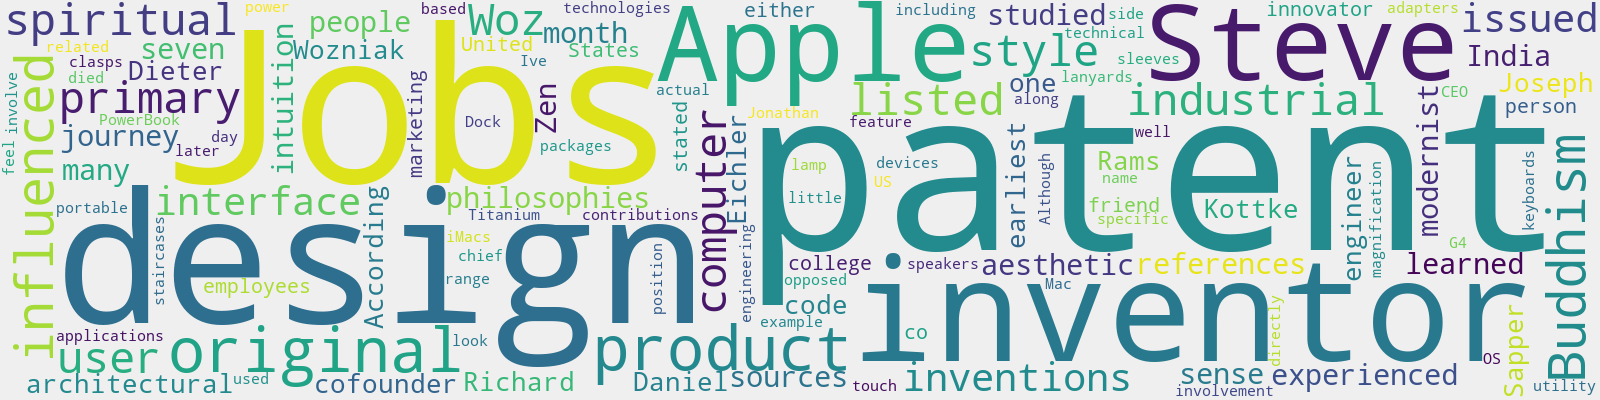 spiritual
power
people
based
Woz
technologies
either
including
studied
side
innovator
adapters
issued
related
seven
Wozniak
month
United
States
Apple
style
technical
sleeves
Steve
India
clasps
died
Dieter
intuition
Jobs
Ive
actual
one
lanyards
along
Joseph
CEO
person
feel
involve
influenced
primary
PowerBook
journey
day
later
many
marketing
Dock
Zen
packages
stated
computer
Eichler
Jonathan
listed
feature
industrial
well
modernist
patent
lamp
devices
US
little
earliest
Although
Rams
name
friend
specific
Kottke
engineer
magnification
keyboards
Buddhism
portable
interface
staircases
According
philosophies
Titanium
contributions
iMacs
chief
range
position
engineering
design
employees
college
speakers
opposed
code
aesthetic
references
Mac
G4
learned
applications
user
original
look
product
example
co
inventor
directly
OS
Sapper
architectural
used
cofounder
Richard
Daniel
sources
touch
inventions
sense
involvement
experienced
utility